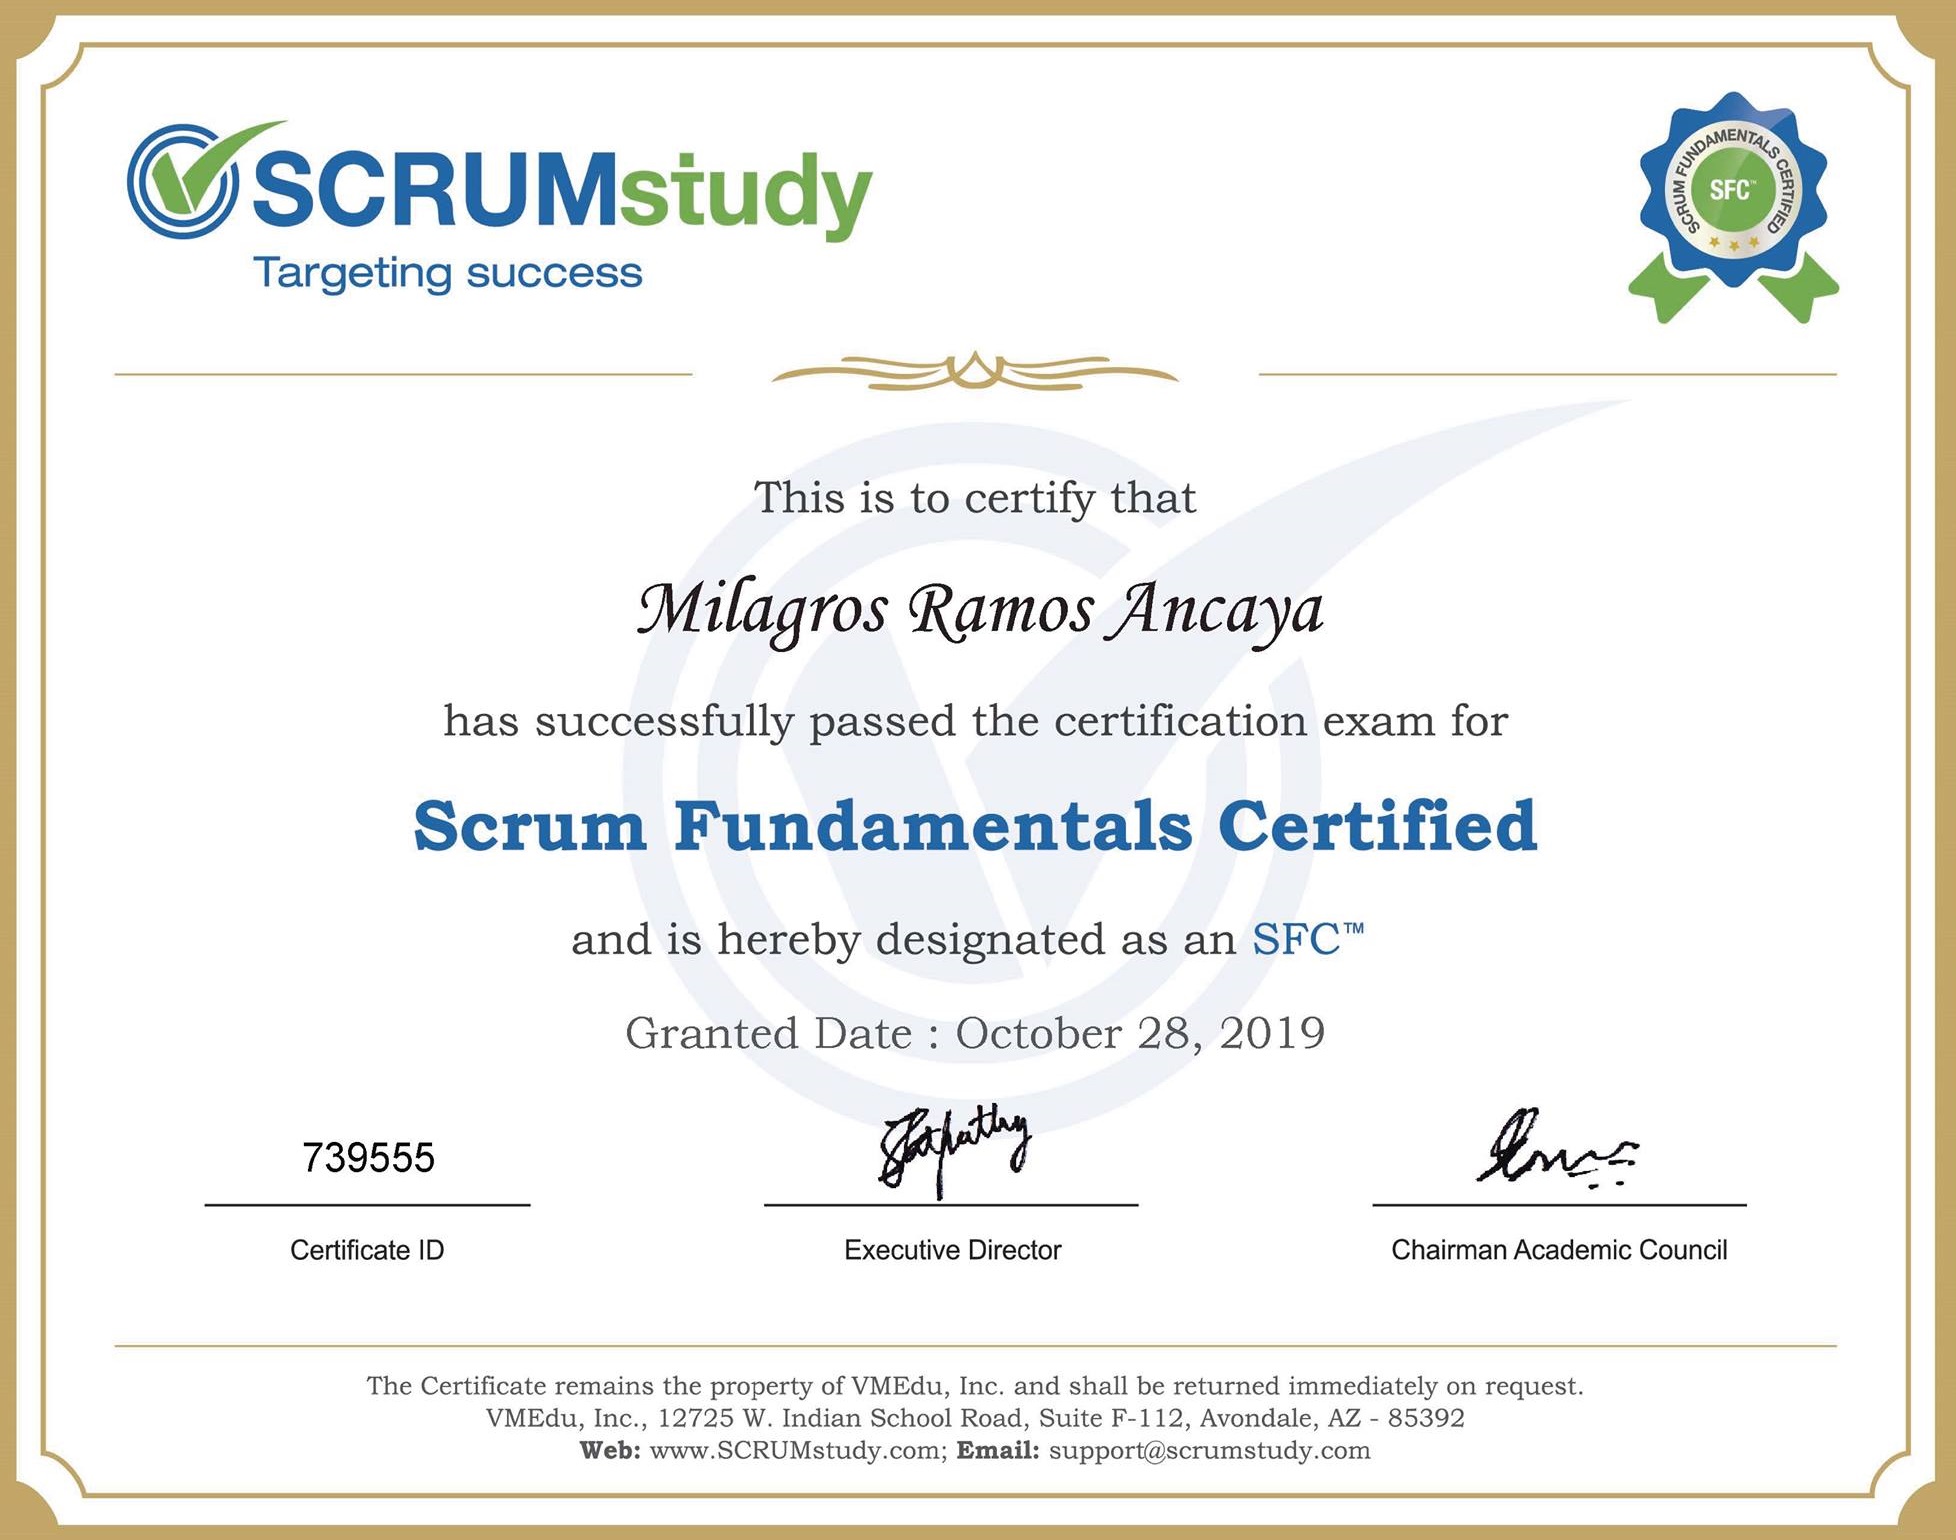 SCRUMstudy
Targeting success
SCRUM FUNDAMENTALS CERTIFIED
SFC™
This is to certify that
Milagros Ramos Ancaya
has successfully passed the certification exam for
Scrum Fundamentals Certified
and is hereby designated as an SFC™
Granted Date : October 28, 2019
739555
Certificate ID
Executive Director
Chairman Academic Council
The Certificate remains the property of VMEdu, Inc. and shall be returned immediately on request.
VMEdu, Inc., 12725 W. Indian School Road, Suite F-112, Avondale, AZ - 85392
Web: www.SCRUMstudy.com; Email: support@scrumstudy.com